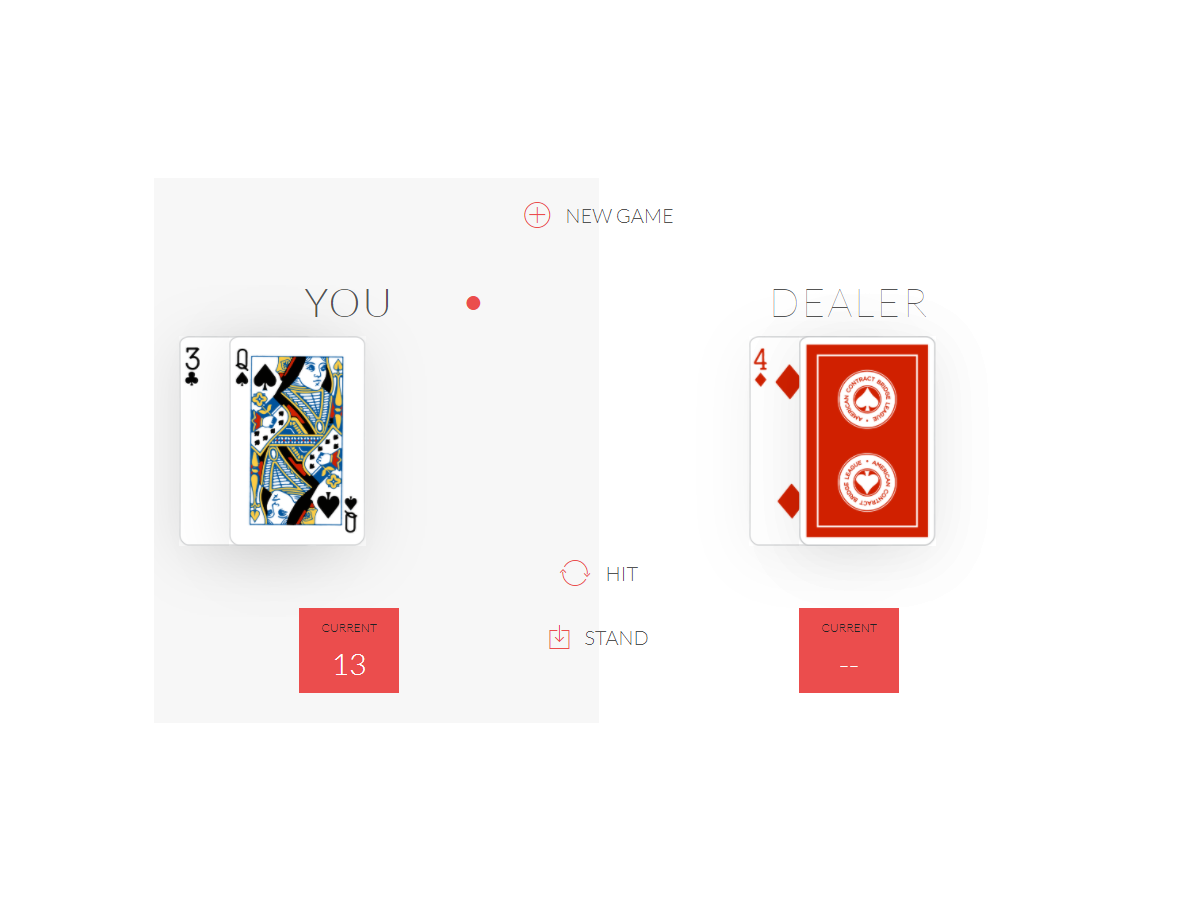 NEW GAME
YOU
DEALER
3
Q
Q
4
AMERICAN CONTRACT BRIDGE LEAGUE
AMERICAN CONTRACT BRIDGE LEAGUE
HIT
STAND
CURRENT
13
CURRENT
--